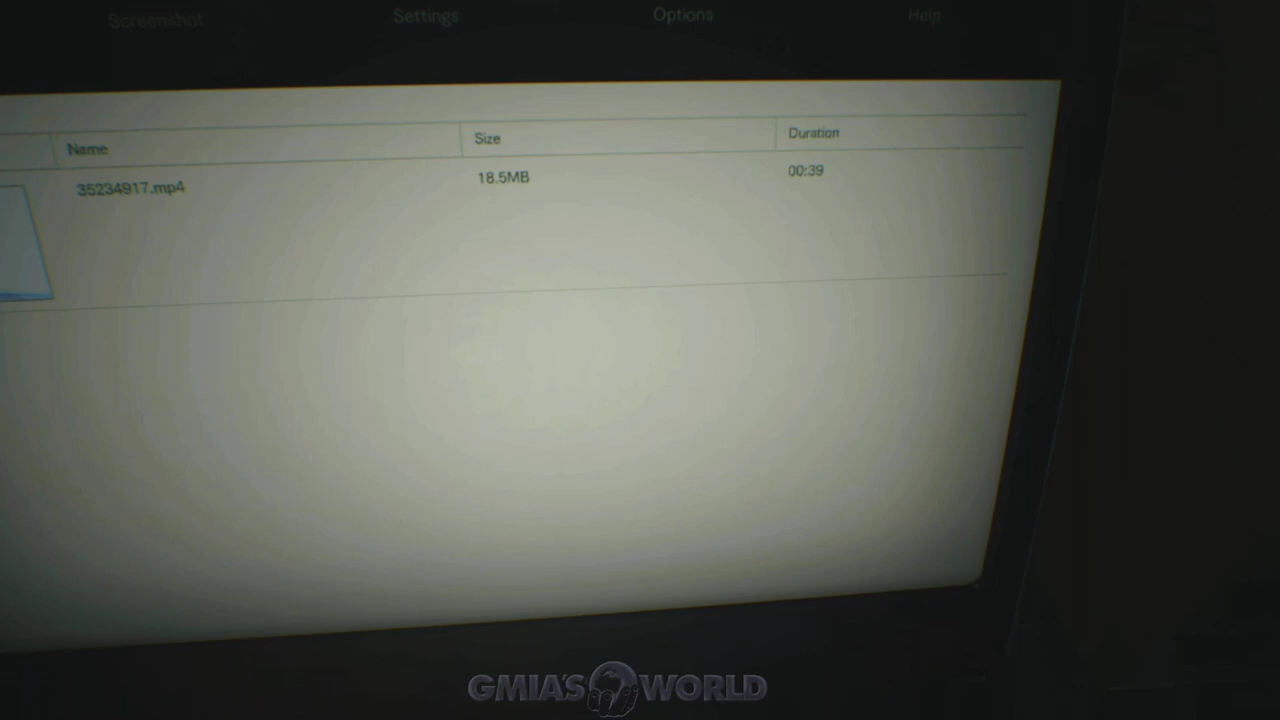 Screenshot Settings Options Help
Name Size Duration
35234917.mp4 18.5MB 00:39
GMIA'S WORLD